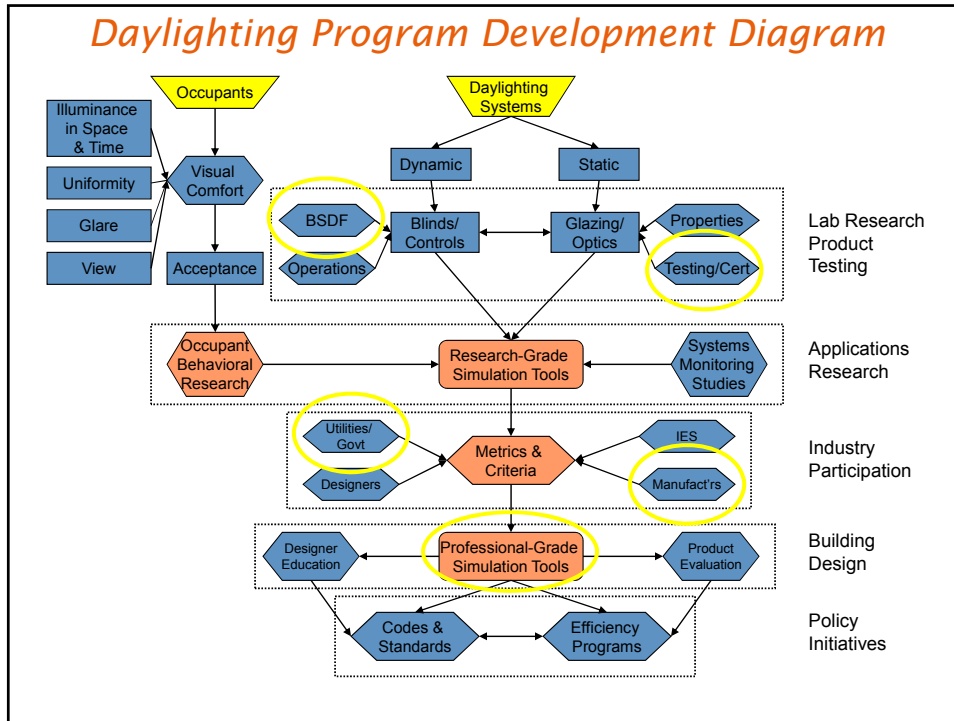 Daylighting Program Development Diagram
Occupants
Daylighting
Systems
Illuminance
in Space
& Time
Uniformity
Glare
View
Visual
Comfort
Acceptance
Dynamic
Static
BSDF
Operations
Blinds/
Controls
Glazing/
Optics
Properties
Testing/Cert
Lab Research
Product
Testing
Occupant
Behavioral
Research
Research-Grade
Simulation Tools
Systems
Monitoring
Studies
Applications
Research
Utilities/
Govt
Designers
Metrics &
Criteria
IES
Manufact'rs
Industry
Participation
Designer
Education
Professional-Grade
Simulation Tools
Product
Evaluation
Building
Design
Codes &
Standards
Efficiency
Programs
Policy
Initiatives